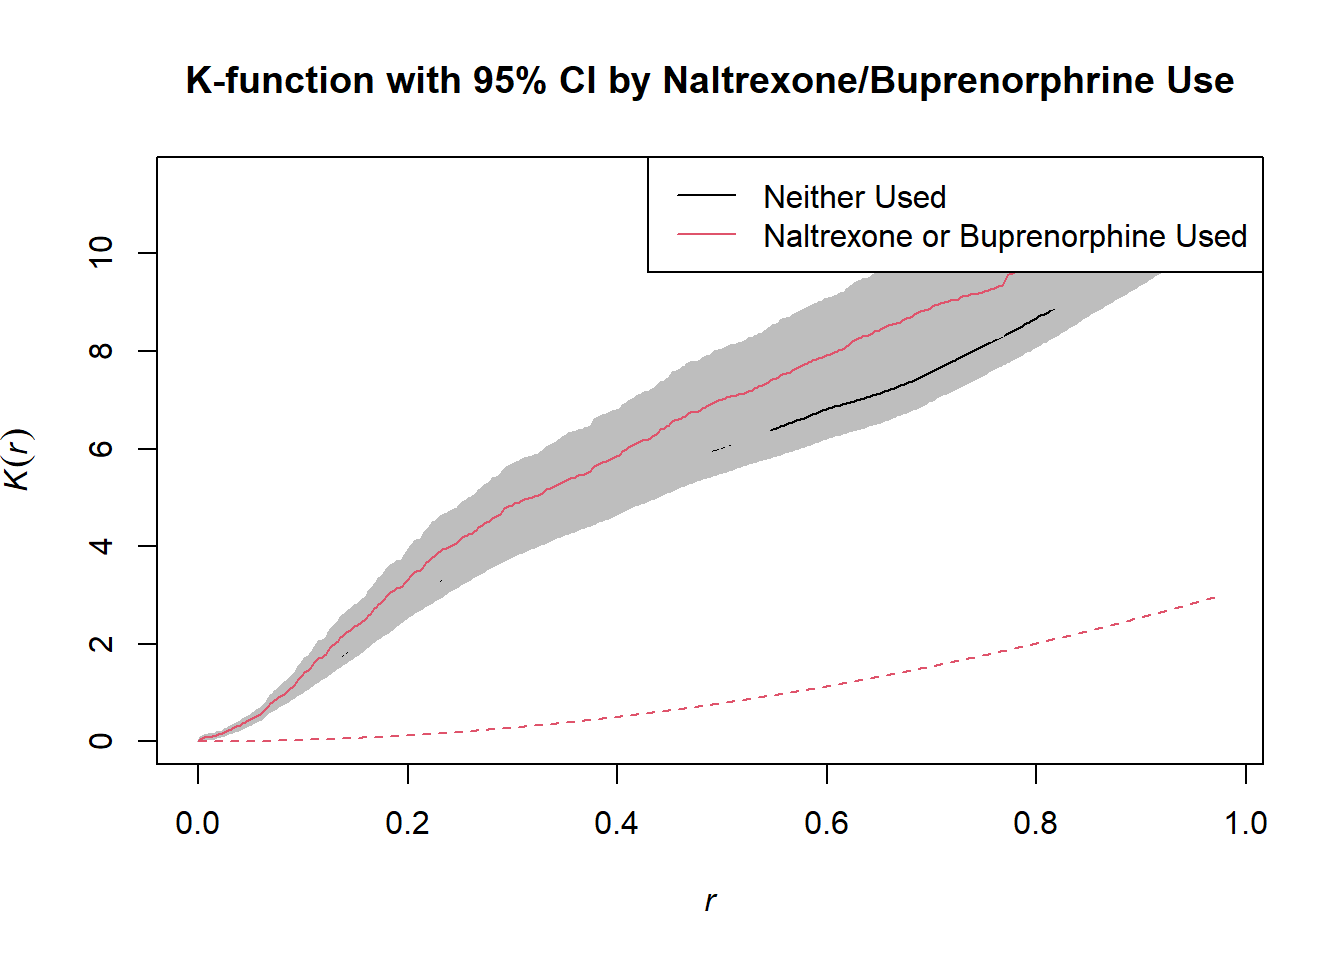 K-function with 95% CI by Naltrexone/Buprenorphrine Use
Neither Used
Naltrexone or Buprenorphine Used
K(r)
10
8
6
4
2
0
0.0 0.2 0.4 0.6 0.8 1.0
r